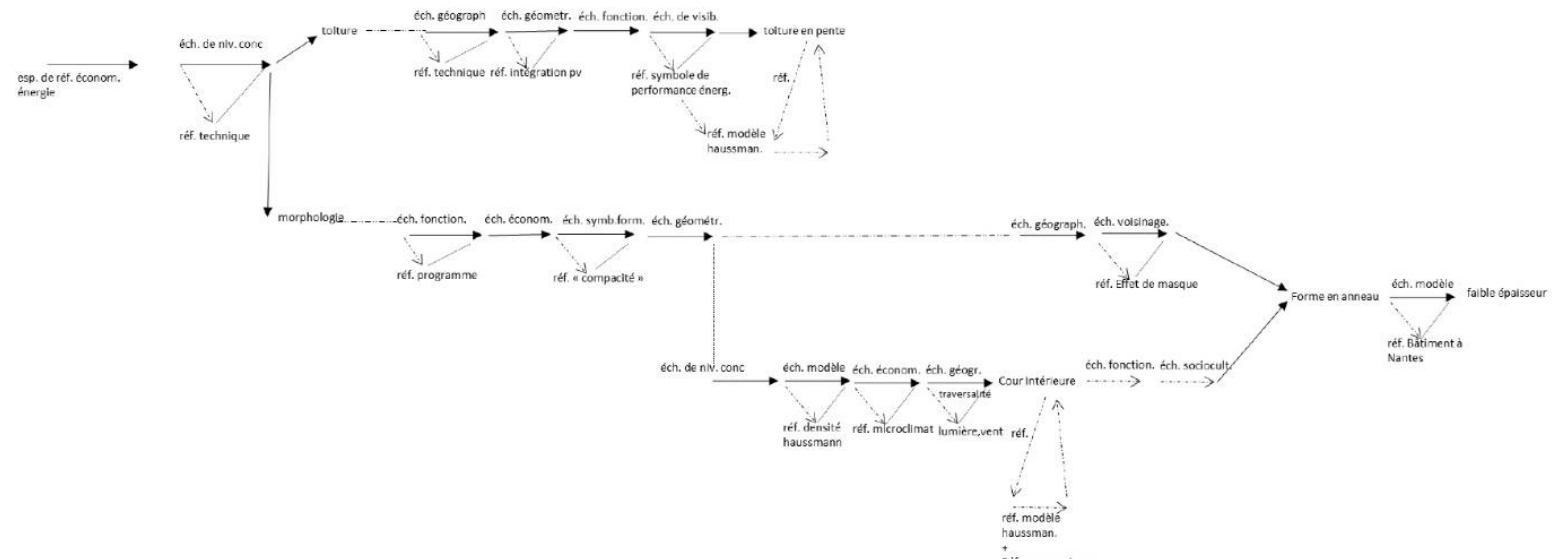 éch. géograph éch. géometr. éch. fonction. éch. de visib.
toiture
toiture en pente
éch. de niv. conc
esp. de réf. économ.
énergie
réf. technique réf. intégration pv
réf. symbole de
performance énerg.
réf.
réf. technique
réf. modèle
haussman.
morphologie
éch. fonction. éch. économ. éch. symb.form. éch. géométr.
éch. géograph. éch. voisinage.
réf. programme
réf. « compacité »
réf. Effet de masque
Forme en anneau
éch. modèle
faible épaisseur
réf. Bâtiment à
Nantes
éch. de niv. conc
éch. modèle éch. économ. éch. géogr.
traversalité
Cour intérieure
éch. fonction. éch. sociocult.
réf. densité
haussmann
réf. microclimat
lumière,vent
réf.
réf. modèle
haussman.
+